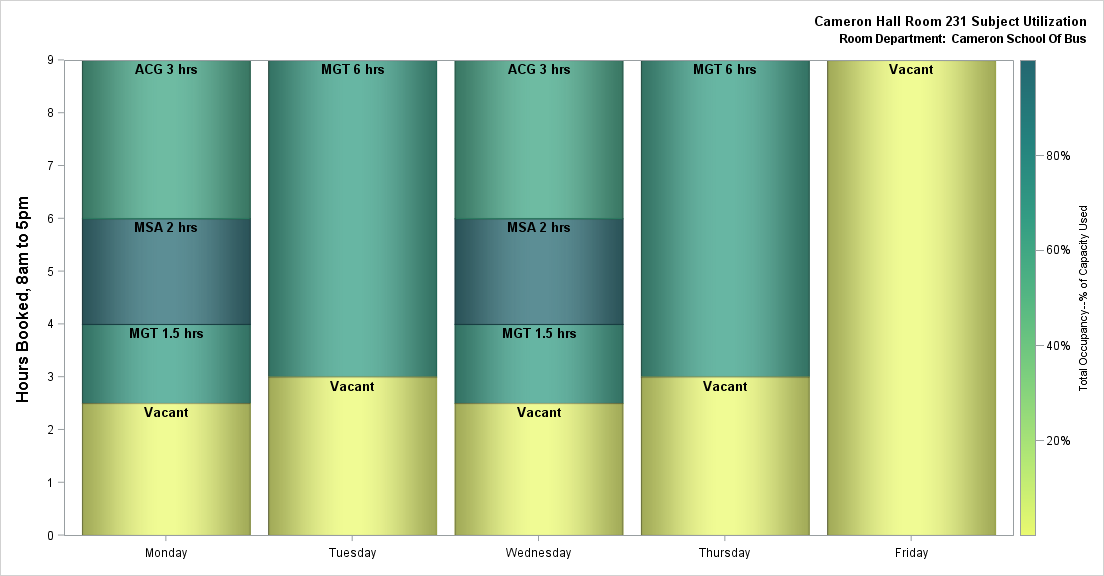 Cameron Hall Room 231 Subject Utilization
Room Department: Cameron School Of Bus
Hours Booked, 8am to 5pm
9
8
7
6
5
4
3
2
1
0
ACG 3 hrs
MSA 2 hrs
MGT 1.5 hrs
Vacant
MGT 6 hrs
Vacant
ACG 3 hrs
MSA 2 hrs
MGT 1.5 hrs
Vacant
MGT 6 hrs
Vacant
Vacant
Monday
Tuesday
Wednesday
Thursday
Friday
80%
60%
40%
20%
Total Occupancy--% of Capacity Used